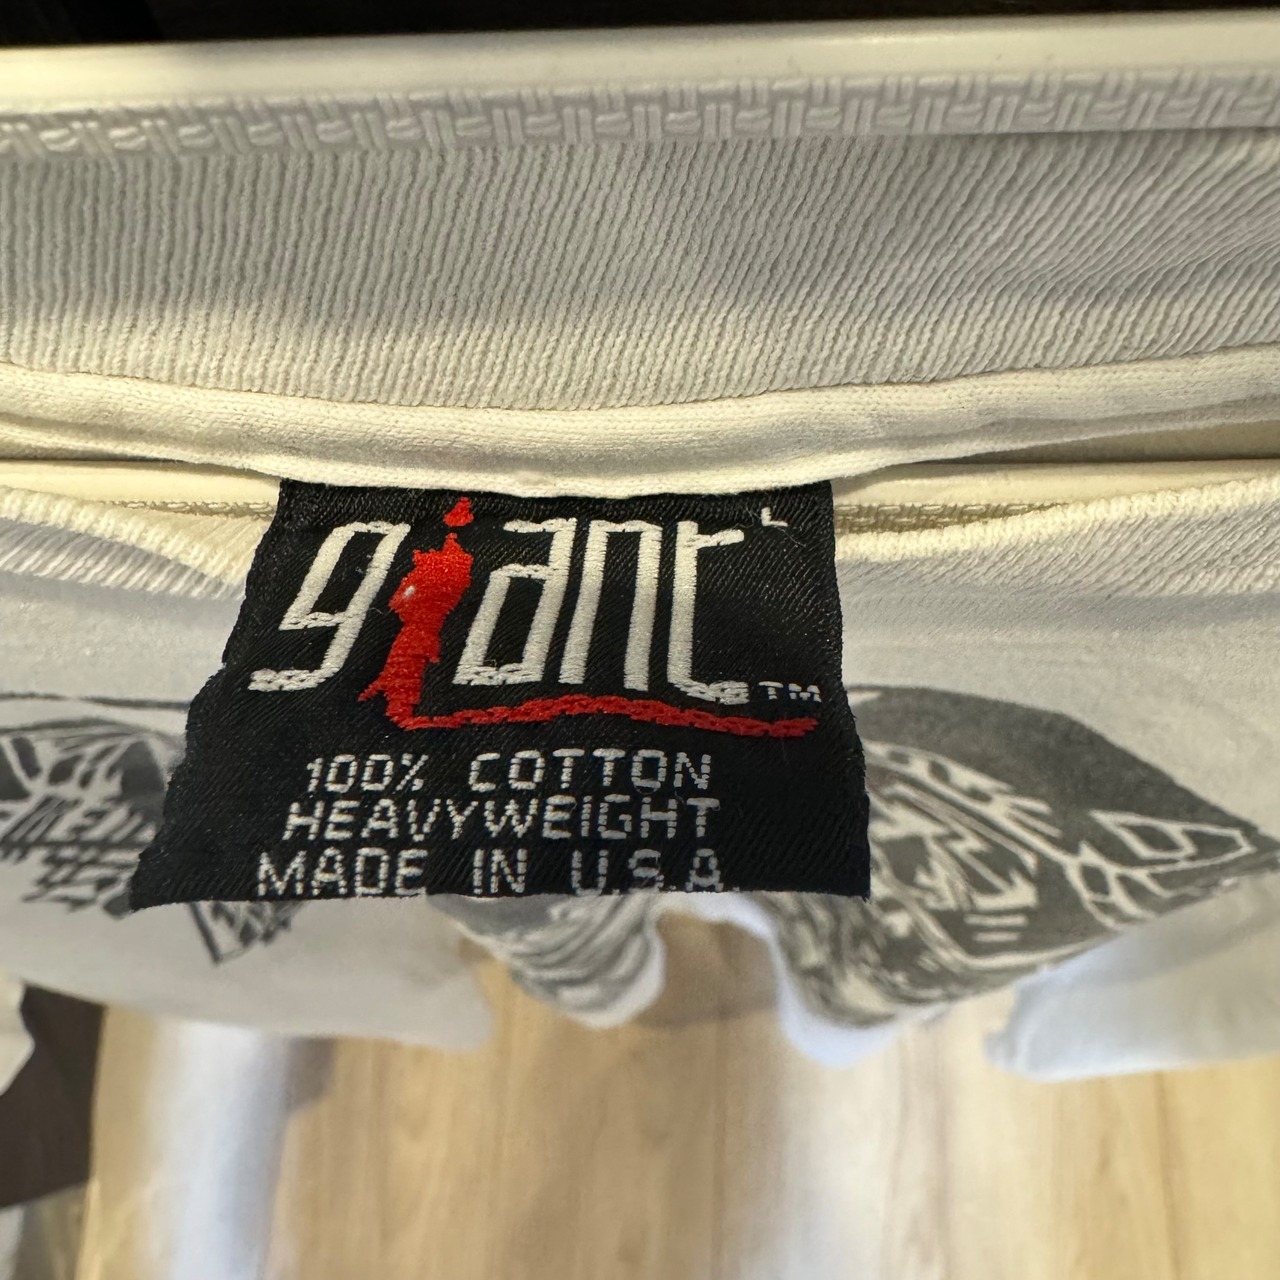 giant L
TM
100% COTTON
HEAVYWEIGHT
MADE IN U.S.A.